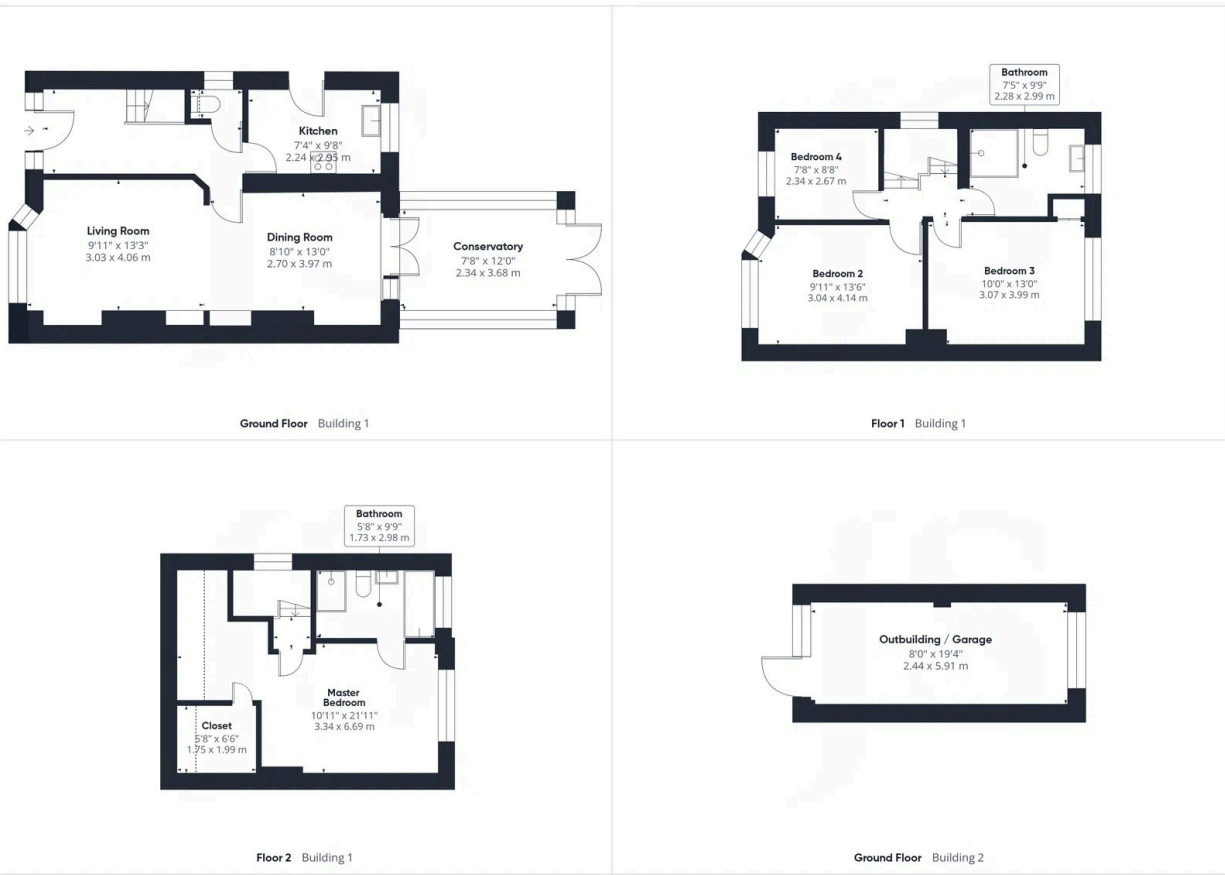 Kitchen
7'4" x 9'8"
2.24 x 2.95 m
Living Room
9'11" x 13'3"
3.03 x 4.06 m
Dining Room
8'10" x 13'0"
2.70 x 3.97 m
Conservatory
7'8" x 12'0"
2.34 x 3.68 m
Ground Floor Building 1
Bathroom
7'5" x 9'9"
2.28 x 2.99 m
Bedroom 4
7'8" x 8'8"
2.34 x 2.67 m
Bedroom 2
9'11" x 13'6"
3.04 x 4.14 m
Bedroom 3
10'0" x 13'0"
3.07 x 3.99 m
Floor 1 Building 1
Bathroom
5'8" x 9'9"
1.73 x 2.98 m
Master
Bedroom
10'11" x 21'11"
3.34 x 6.69 m
Closet
5'8" x 6'6"
1.75 x 1.99 m
Floor 2 Building 1
Outbuilding / Garage
8'0" x 19'4"
2.44 x 5.91 m
Ground Floor Building 2